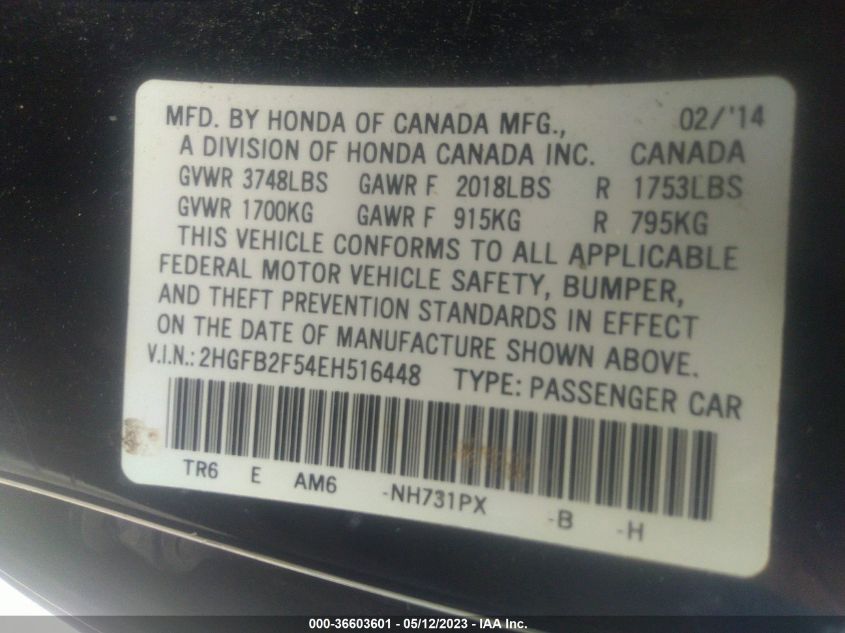 MFD. BY HONDA OF CANADA MFG., 02/'14
A DIVISION OF HONDA CANADA INC. CANADA
GVWR 3748LBS GAWR F 2018LBS R 1753LBS
GVWR 1700KG GAWR F 915KG R 795KG
THIS VEHICLE CONFORMS TO ALL APPLICABLE
FEDERAL MOTOR VEHICLE SAFETY, BUMPER,
AND THEFT PREVENTION STANDARDS IN EFFECT
ON THE DATE OF MANUFACTURE SHOWN ABOVE.
V.I.N.: 2HGFB2F54EH516448 TYPE: PASSENGER CAR
TR6 E AM6 -NH731PX -B -H
000-36603601 - 05/12/2023 - IAA Inc.